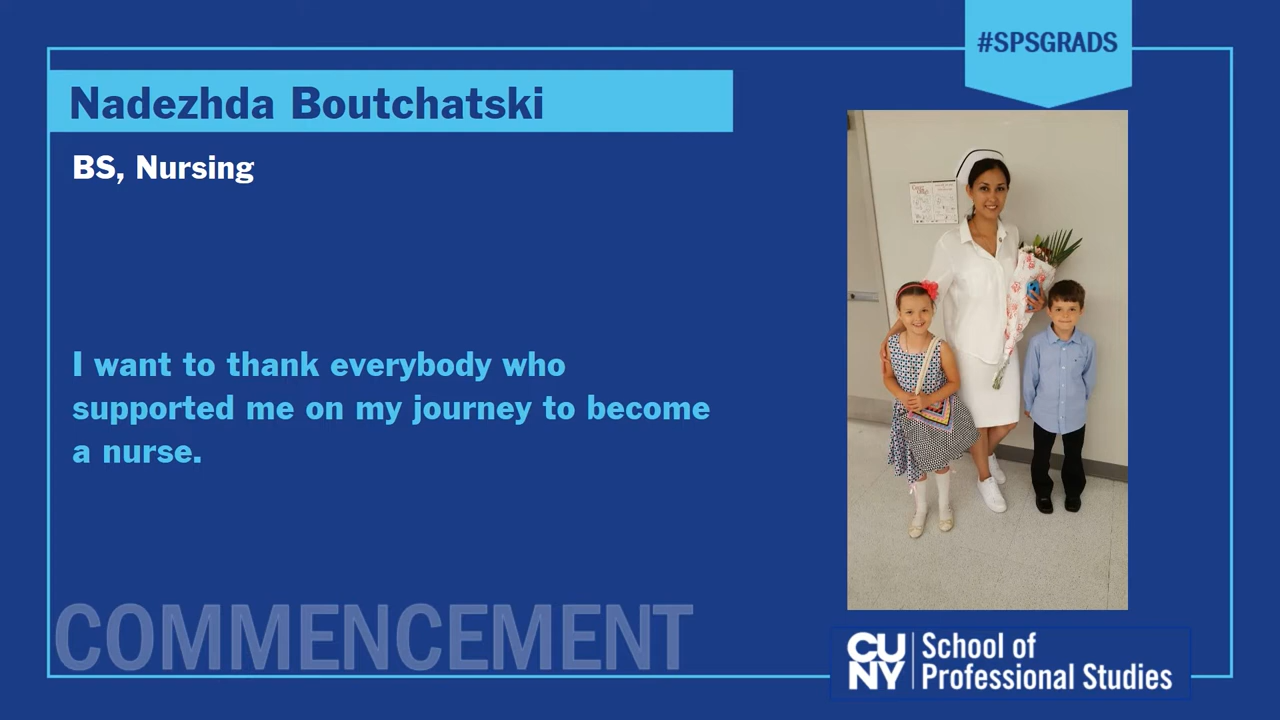 #SPSGRADS
Nadezhda Boutchatski
BS, Nursing
I want to thank everybody who
supported me on my journey to become
a nurse.
COMMENCEMENT
CU
NY
School of
Professional Studies